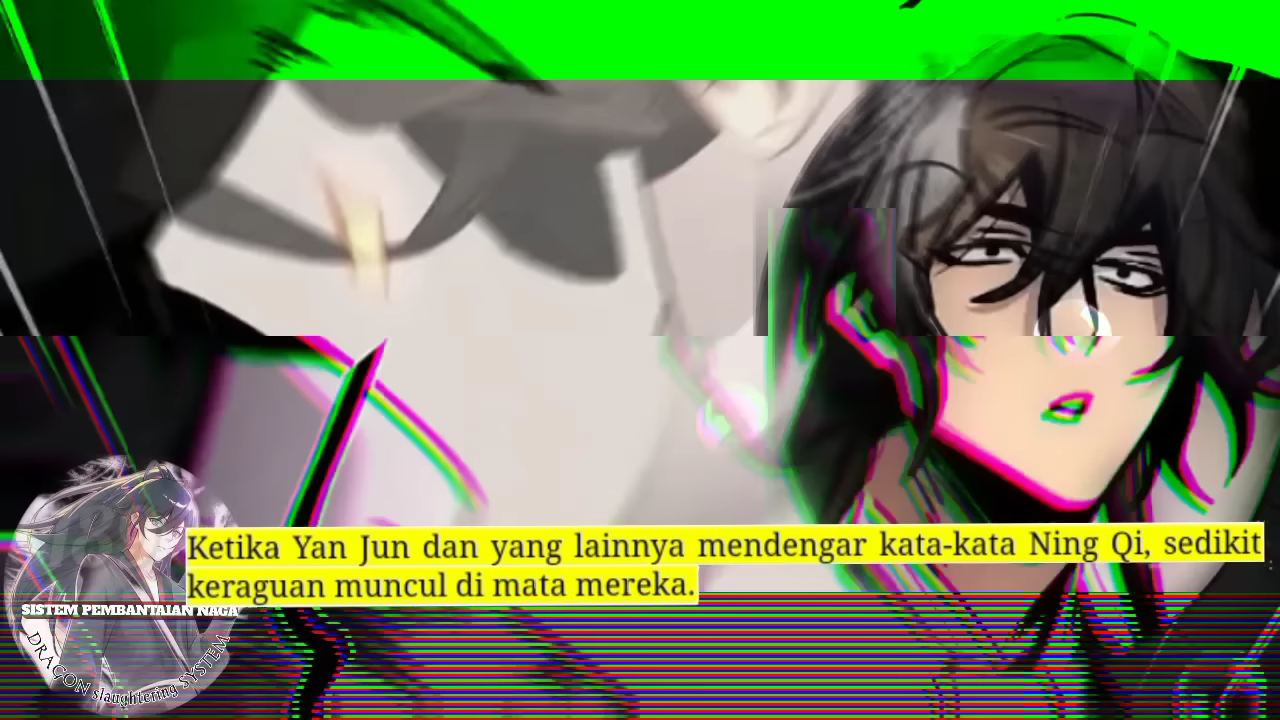 Ketika Yan Jun dan yang lainnya mendengar kata-kata Ning Qi, sedikit
keraguan muncul di mata mereka.
SISTEM PEMBANTAIAN NAGA
DRAGON slaughtering SYSTEM